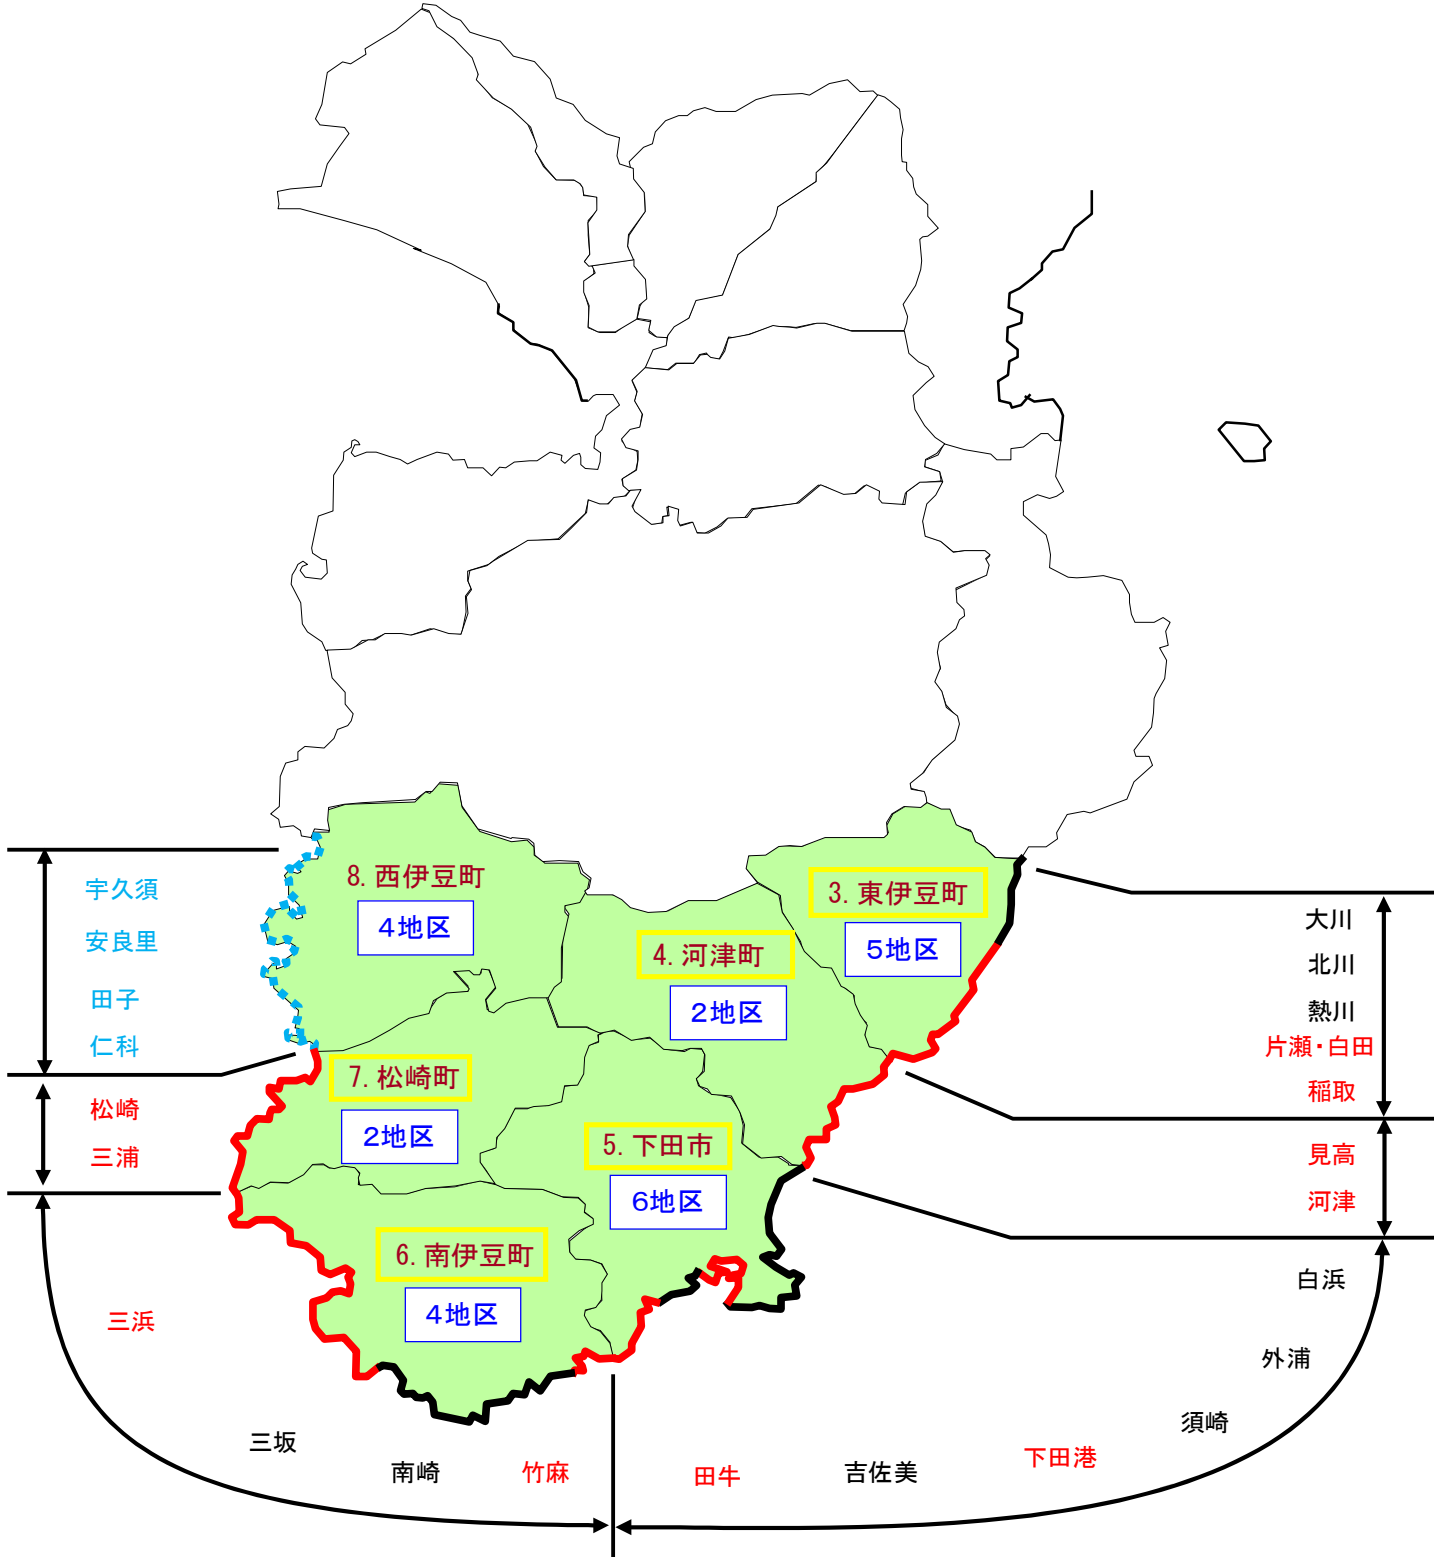 8. 西伊豆町
4地区
3. 東伊豆町
5地区
4. 河津町
2地区
7. 松崎町
2地区
5. 下田市
6地区
6. 南伊豆町
4地区
宇久須
安良里
田子
仁科
松崎
三浦
三浜
三坂
南崎
竹麻
田牛
吉佐美
下田港
須崎
外浦
白浜
大川
北川
熱川
片瀬・白田
稲取
見高
河津